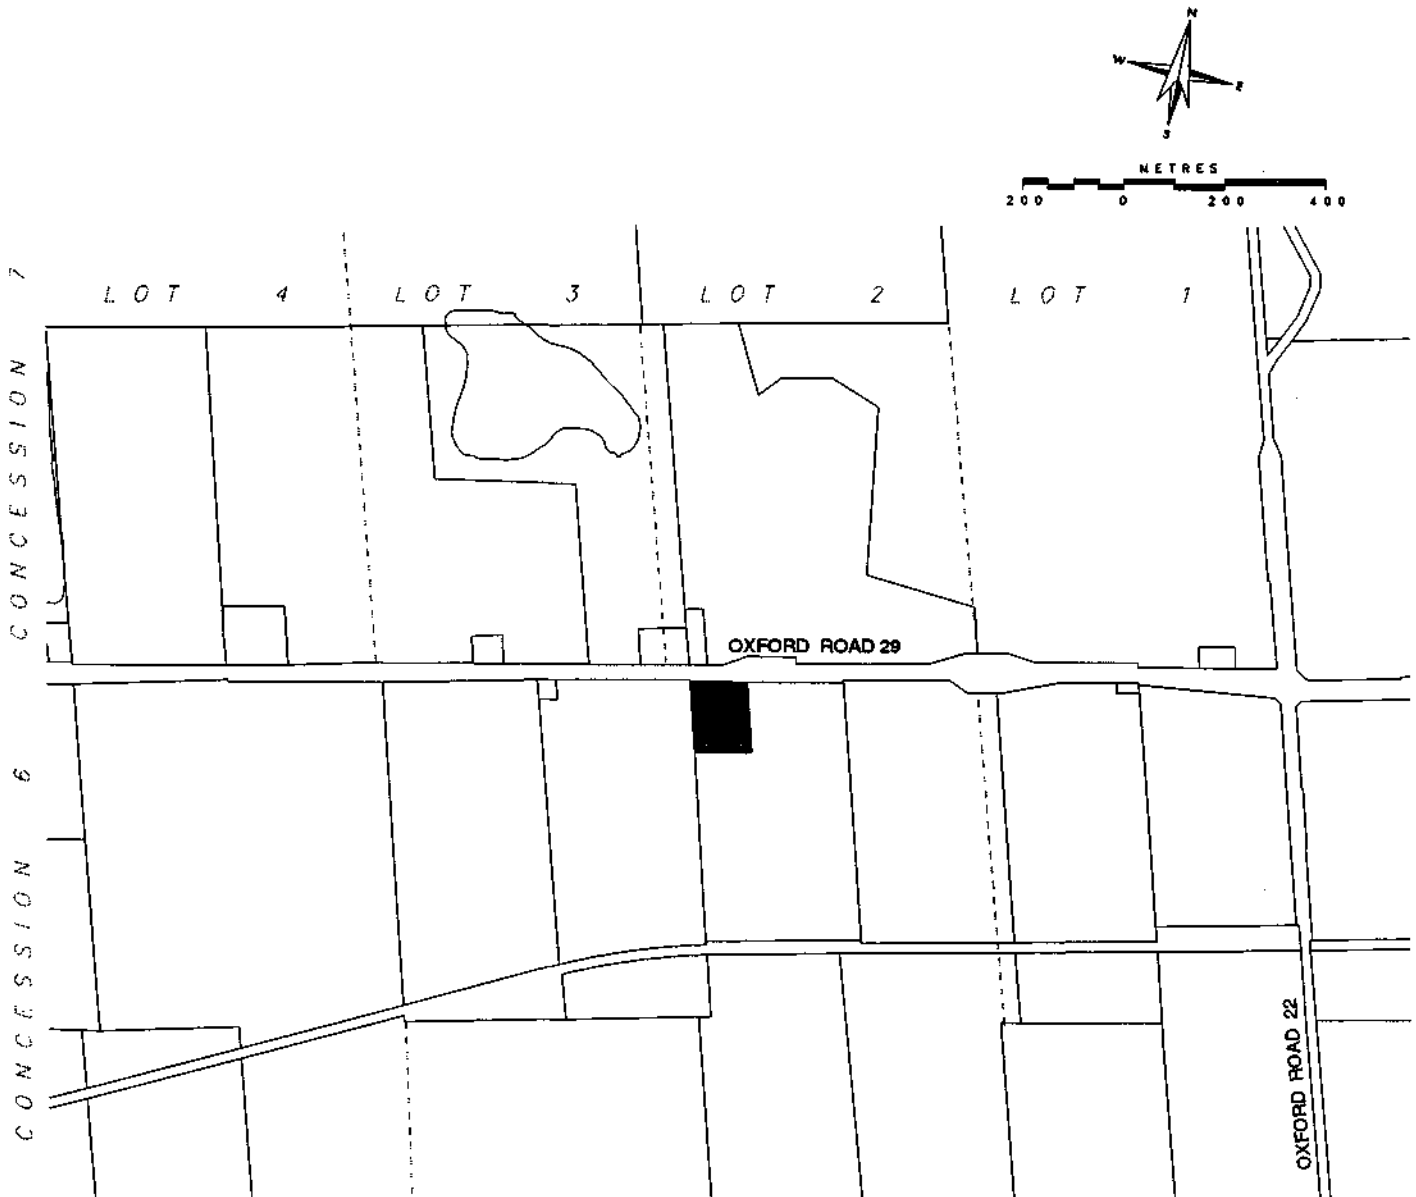 N
W E
S
METRES
200 0 200 400
LOT 4 LOT 3 LOT 2 LOT 1
CONCESSION 7
OXFORD ROAD 29
CONCESSION 6
OXFORD ROAD 22